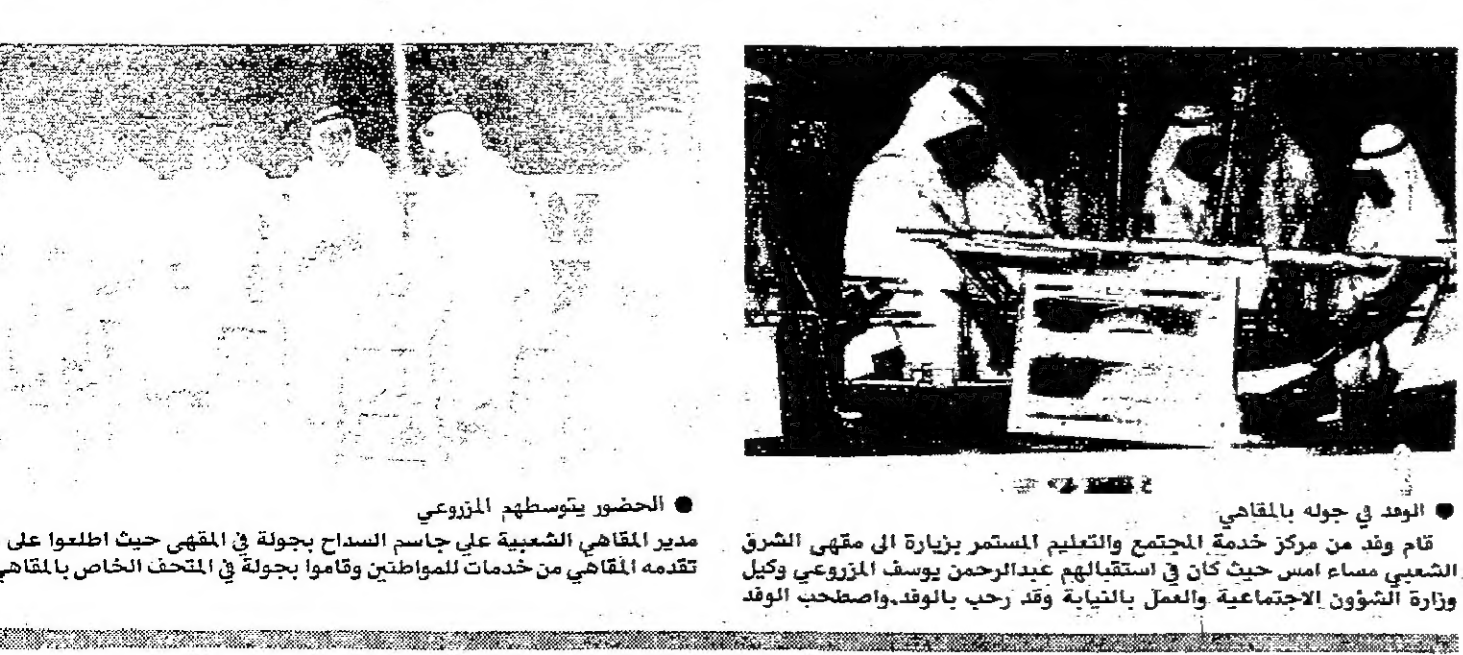 ● الوفد في جوله بالمقاهي
قام وفد من مركز خدمة المجتمع والتعليم المستمر بزيارة الى مقهى الشرق
الشعبي مساء امس حيث كان في استقبالهم عبدالرحمن يوسف المزروعي وكيل
وزارة الشؤون الاجتماعية والعمل بالنيابة وقد رحب بالوفد.واصطحب الوفد
● الحضور يتوسطهم المزروعي
مدير المقاهي الشعبية علي جاسم السداح بجولة في المقهى حيث اطلعوا على
تقدمه المقاهي من خدمات للمواطنين وقاموا بجولة في المتحف الخاص بالمقاهي